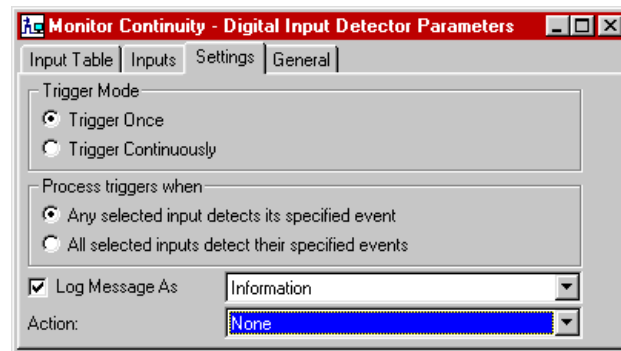 Monitor Continuity - Digital Input Detector Parameters
Input Table Inputs Settings General
Trigger Mode
Trigger Once
Trigger Continuously
Process triggers when
Any selected input detects its specified event
All selected inputs detect their specified events
Log Message As Information
Action: None